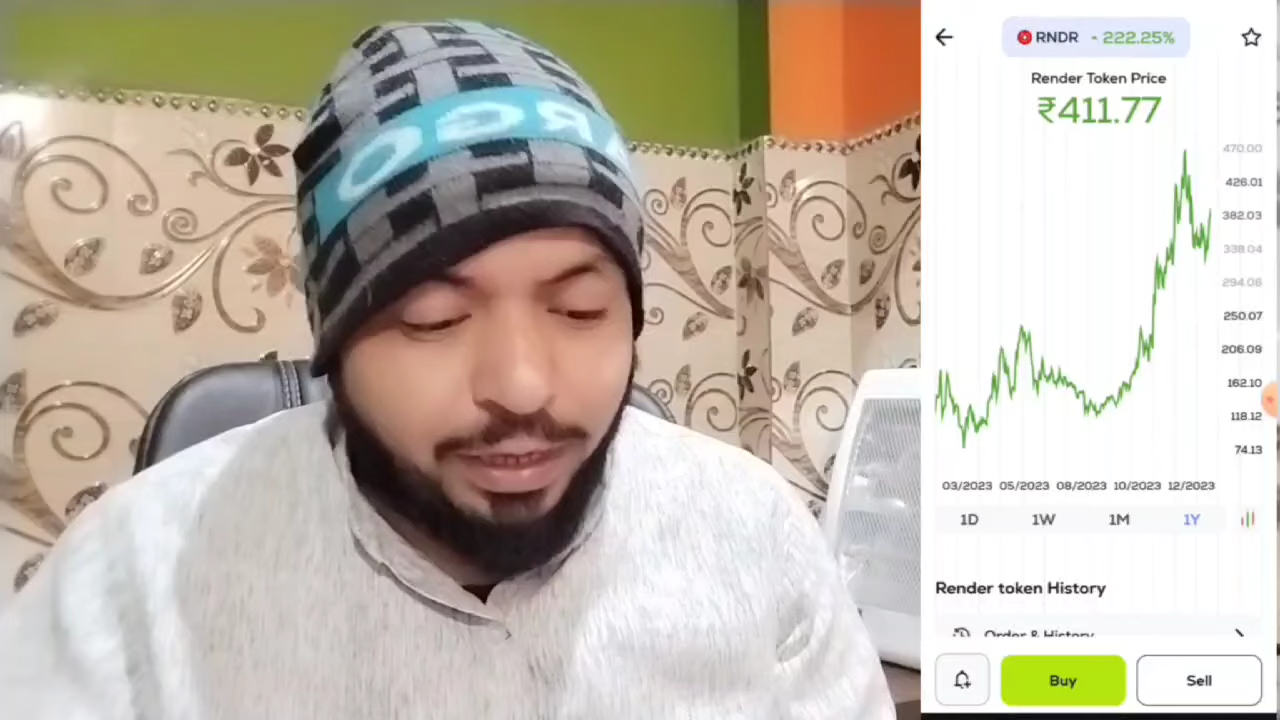 RNDR - 222.25%
Render Token Price
₹411.77
470.00
426.01
382.03
338.04
294.08
250.07
206.09
162.10
118.12
74.13
03/2023 05/2023 08/2023 10/2023 12/2023
1D 1W 1M 1Y
Render token History
Order & History
Buy Sell